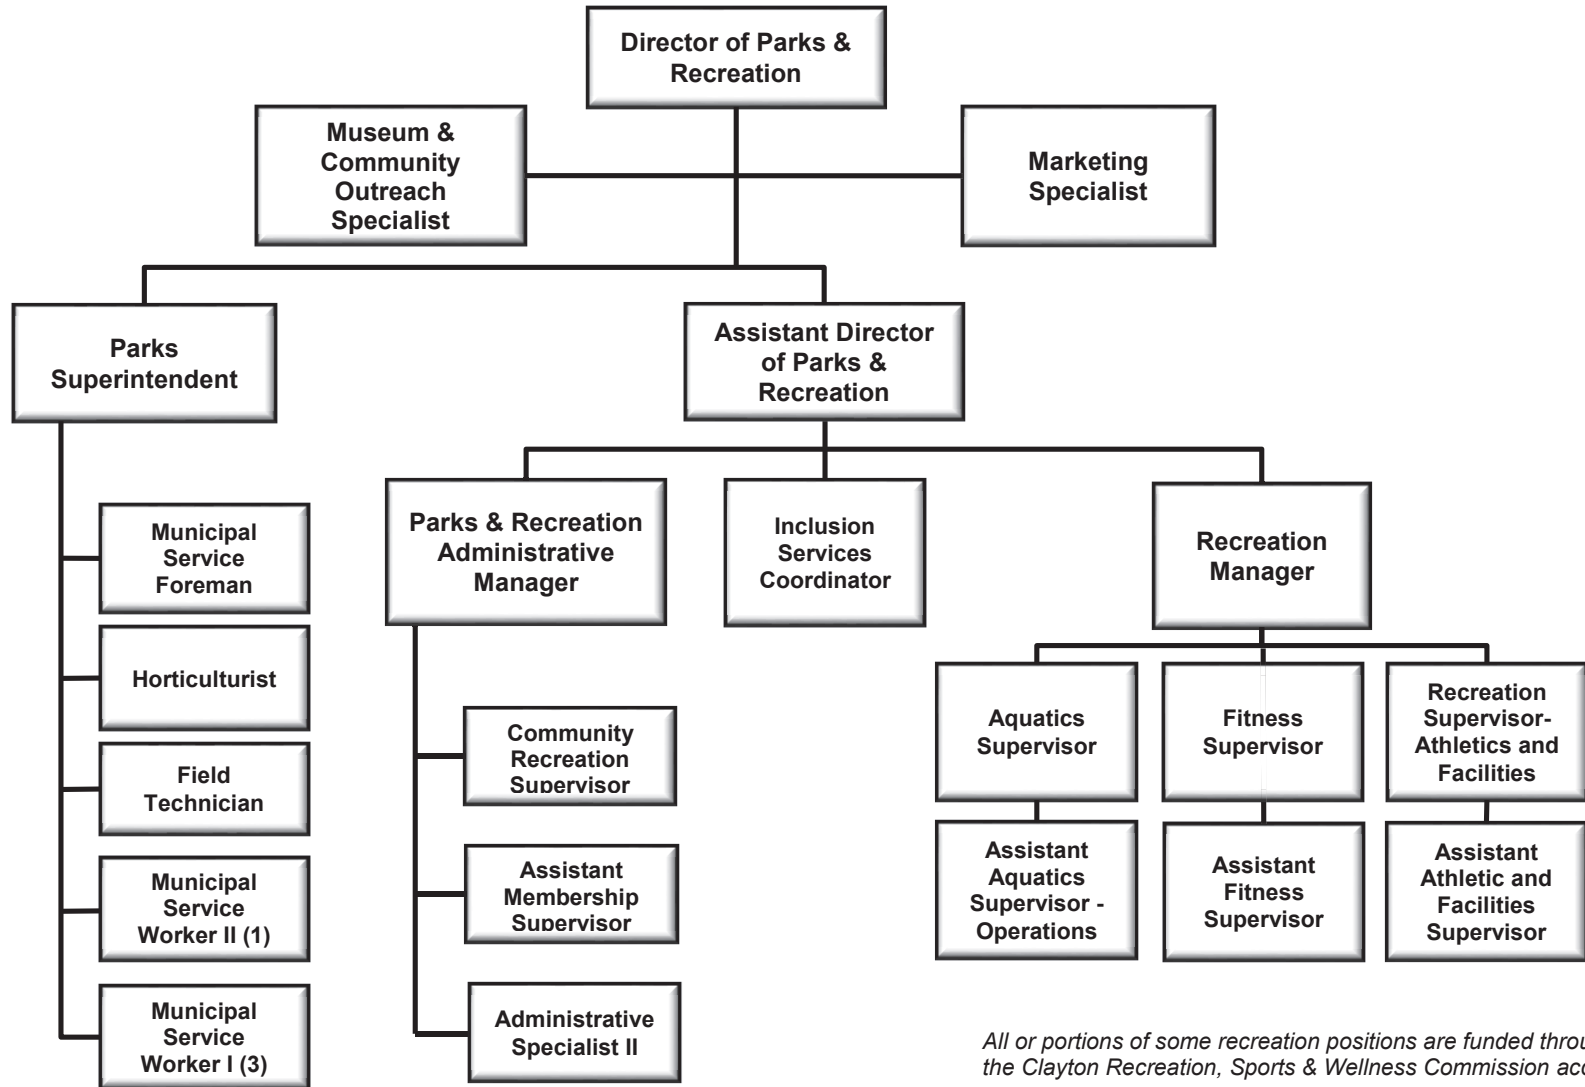 Director of Parks &
Recreation
Museum &
Community
Outreach
Specialist
Marketing
Specialist
Parks
Superintendent
Assistant Director
of Parks &
Recreation
Municipal
Service
Foreman
Horticulturist
Field
Technician
Municipal
Service
Worker II (1)
Municipal
Service
Worker I (3)
Parks & Recreation
Administrative
Manager
Inclusion
Services
Coordinator
Recreation
Manager
Community
Recreation
Supervisor
Assistant
Membership
Supervisor
Administrative
Specialist II
Aquatics
Supervisor
Fitness
Supervisor
Recreation
Supervisor-
Athletics and
Facilities
Assistant
Aquatics
Supervisor -
Operations
Assistant
Fitness
Supervisor
Assistant
Athletic and
Facilities
Supervisor
All or portions of some recreation positions are funded
the Clayton Recreation, Sports & Wellness Commission